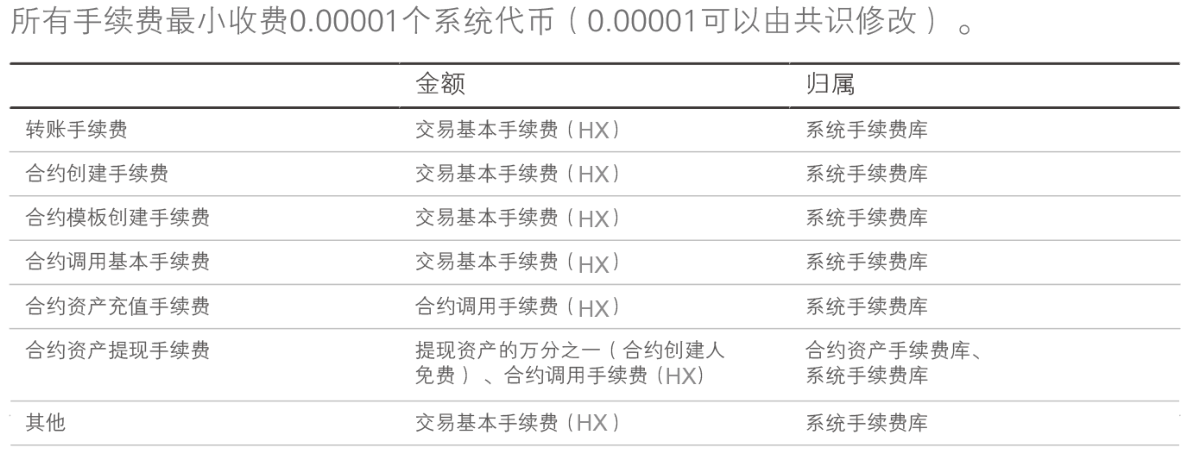 所有手续费最小收费0.00001个系统代币（0.00001可以由共识修改）。
金额 归属
转账手续费 交易基本手续费（HX） 系统手续费库
合约创建手续费 交易基本手续费（HX） 系统手续费库
合约模板创建手续费 交易基本手续费（HX） 系统手续费库
合约调用基本手续费 交易基本手续费（HX） 系统手续费库
合约资产充值手续费 合约调用手续费（HX） 系统手续费库
合约资产提现手续费 提现资产的万分之一（合约创建人 合约资产手续费库、
免费）、合约调用手续费（HX） 系统手续费库
其他 交易基本手续费（HX） 系统手续费库